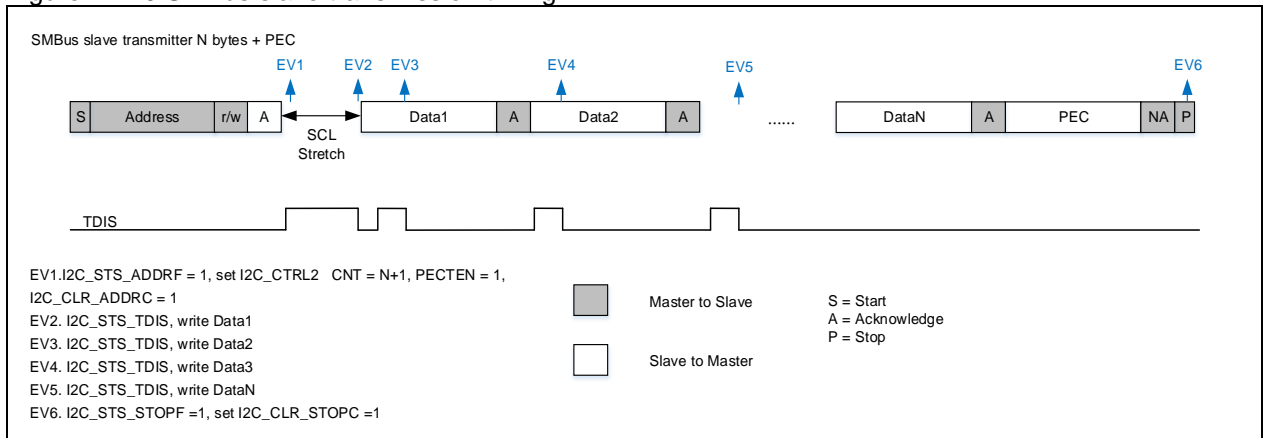 SMBus slave transmitter N bytes + PEC
EV1 EV2 EV3 EV4 EV5 EV6
S Address r/w A Data1 A Data2 A ...... DataN A PEC NA P
SCL
Stretch
TDIS
EV1.I2C_STS_ADDRF = 1, set I2C_CTRL2 CNT = N+1, PECTEN = 1,
I2C_CLR_ADDRC = 1
EV2. I2C_STS_TDIS, write Data1
EV3. I2C_STS_TDIS, write Data2
EV4. I2C_STS_TDIS, write Data3
EV5. I2C_STS_TDIS, write DataN
EV6. I2C_STS_STOPF =1, set I2C_CLR_STOPC =1
Master to Slave
Slave to Master
S = Start
A = Acknowledge
P = Stop